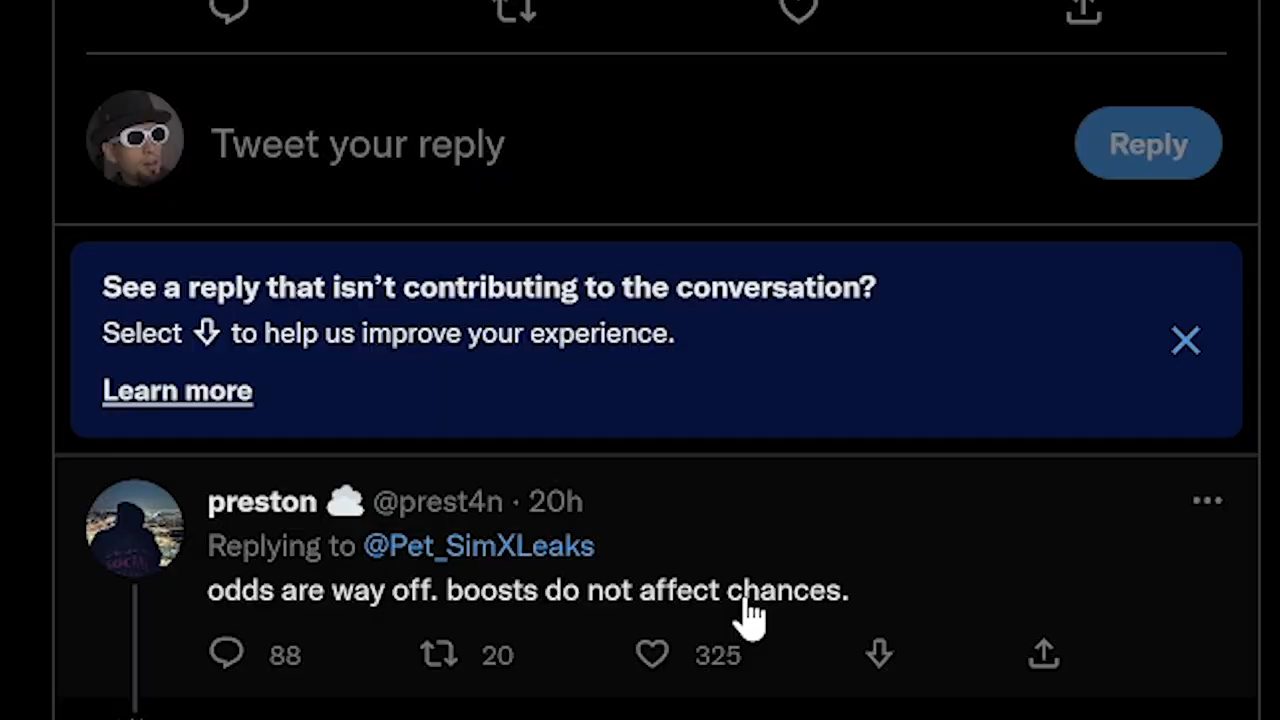 Tweet your reply
Reply
See a reply that isn’t contributing to the conversation?
Select to help us improve your experience.
Learn more
preston @prest4n · 20h
Replying to @Pet_SimXLeaks
odds are way off. boosts do not affect chances.
88 20 325